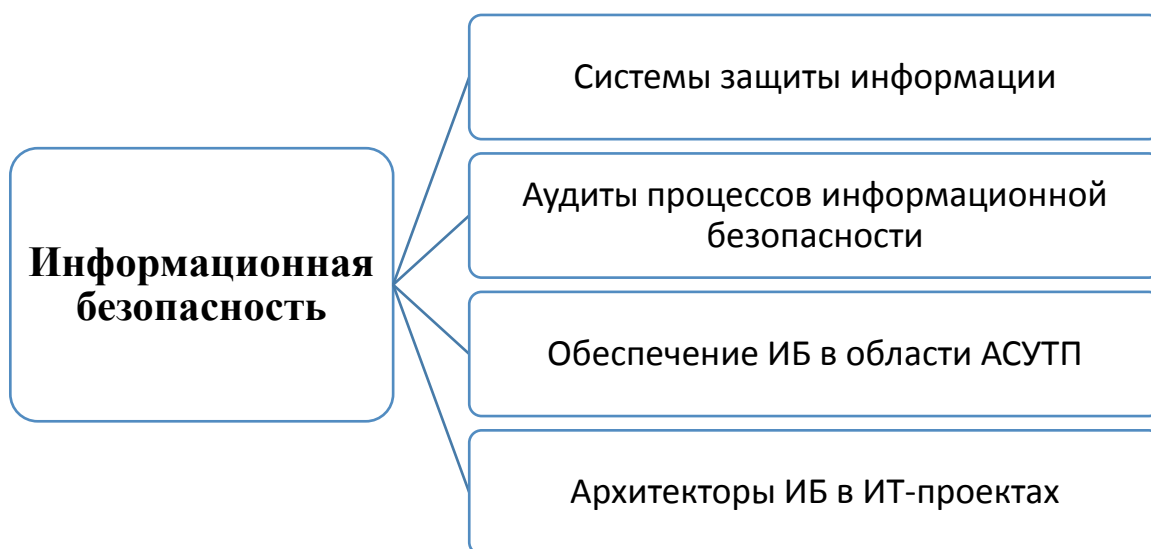 Системы защиты информации
Аудиты процессов информационной
безопасности
Информационная
безопасность
Обеспечение ИБ в области АСУТП
Архитекторы ИБ в ИТ-проектах